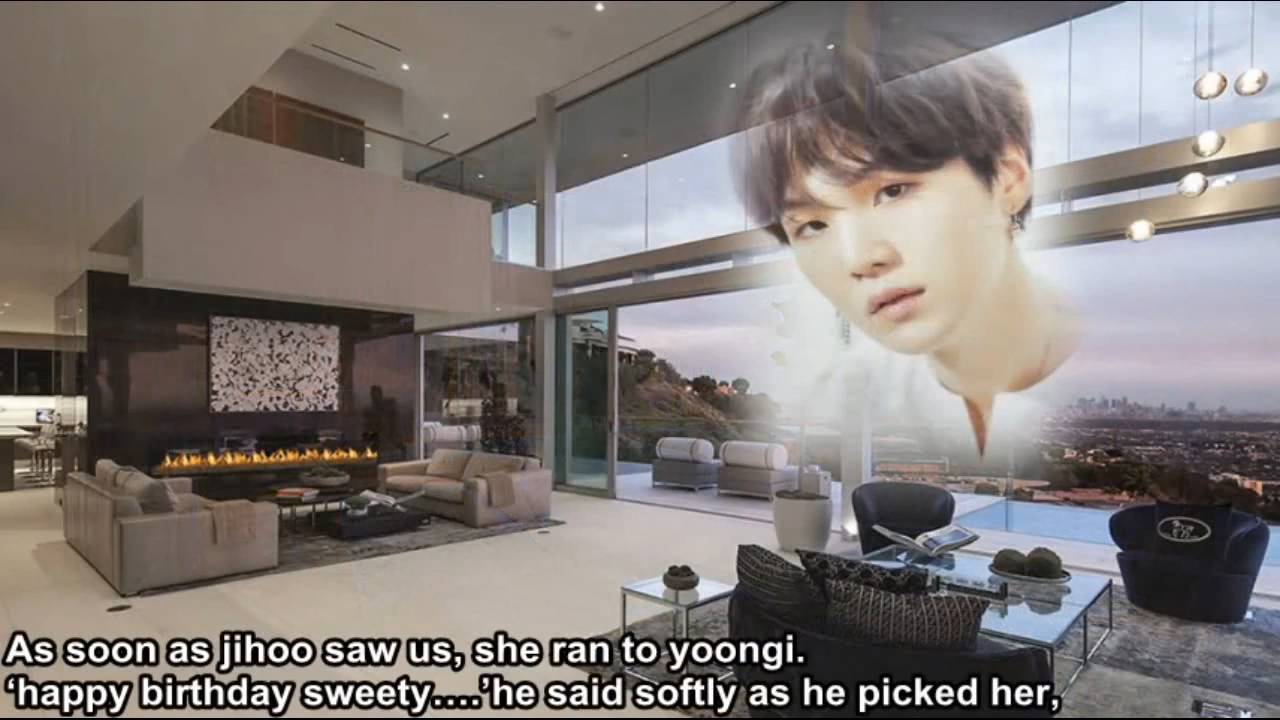 As soon as jihoo saw us, she ran to yoongi.
‘happy birthday sweety....’he said softly as he picked her,